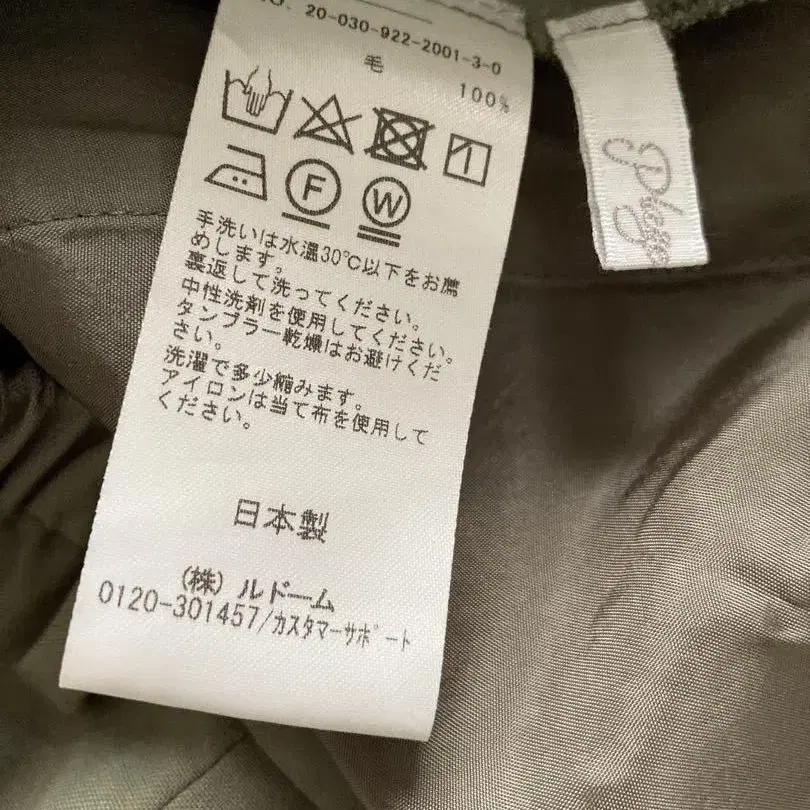 NO. 20-030-922-2001-3-0
毛
100%
F
W
手洗いは水温30℃以下をお薦
めします。
裏返して洗ってください。
中性洗剤を使用してください。
タンブラー乾燥はお避けくだ
さい。
洗濯で多少縮みます。
アイロンは当て布を使用して
ください。
日本製
(株) ルドーム
0120-301457/カスタマーサポート